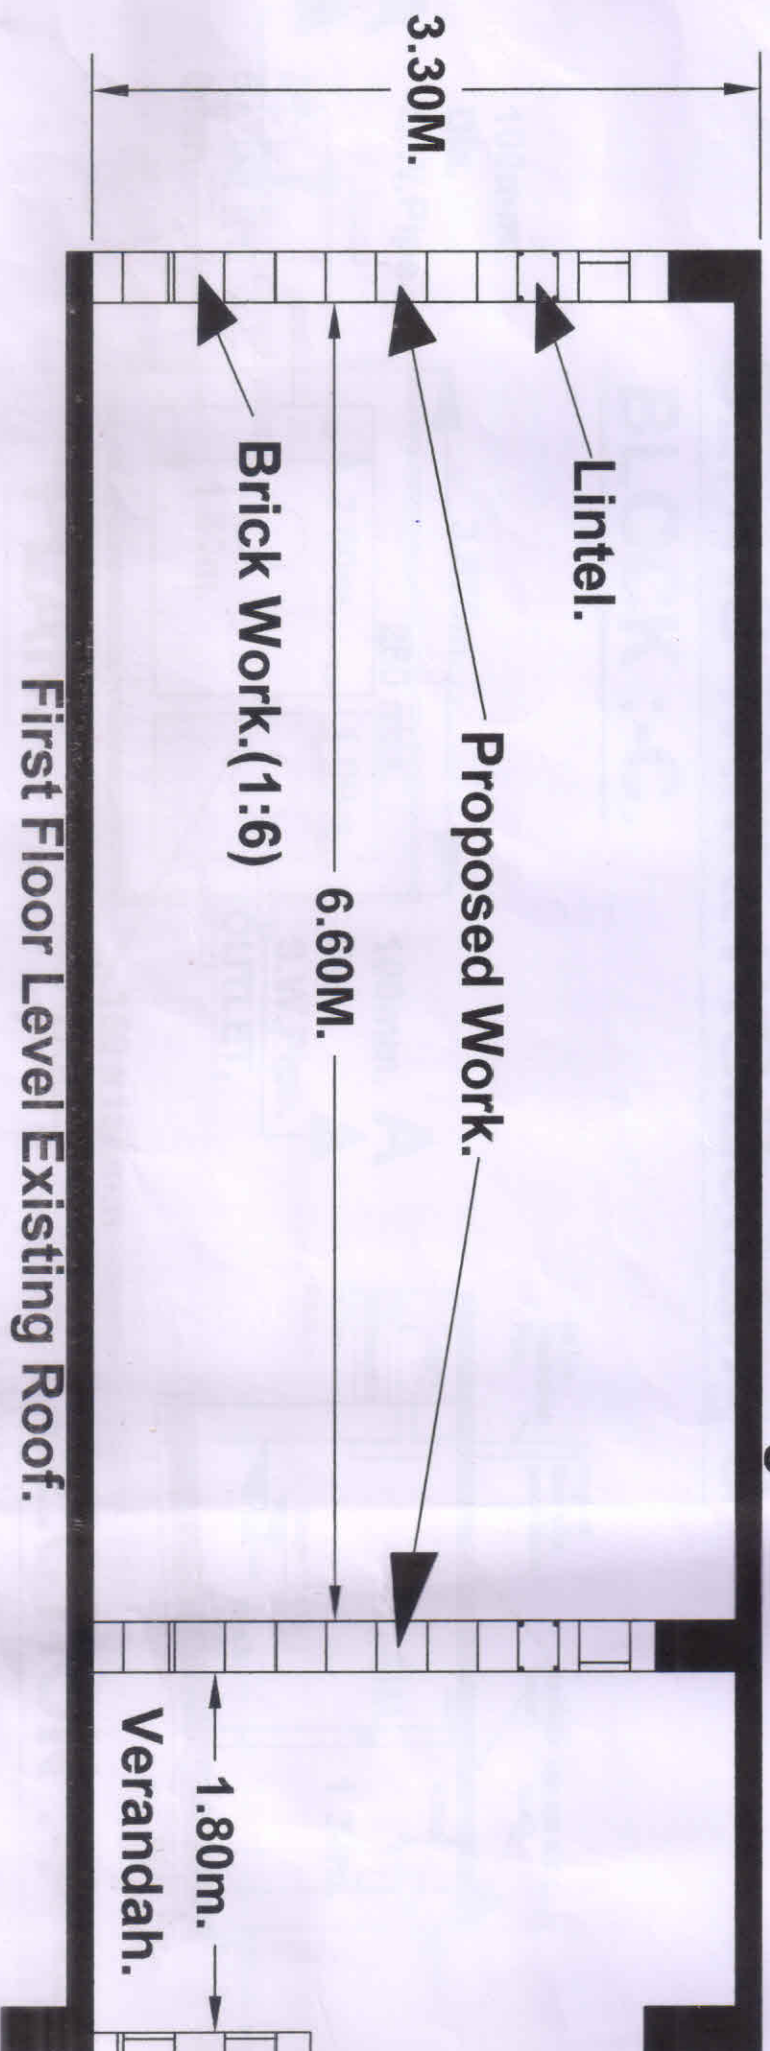 3.30M.
Lintel.
Proposed Work.
Brick Work.(1:6)
6.60M.
1.80m.
Verandah.
First Floor Level Existing Roof.